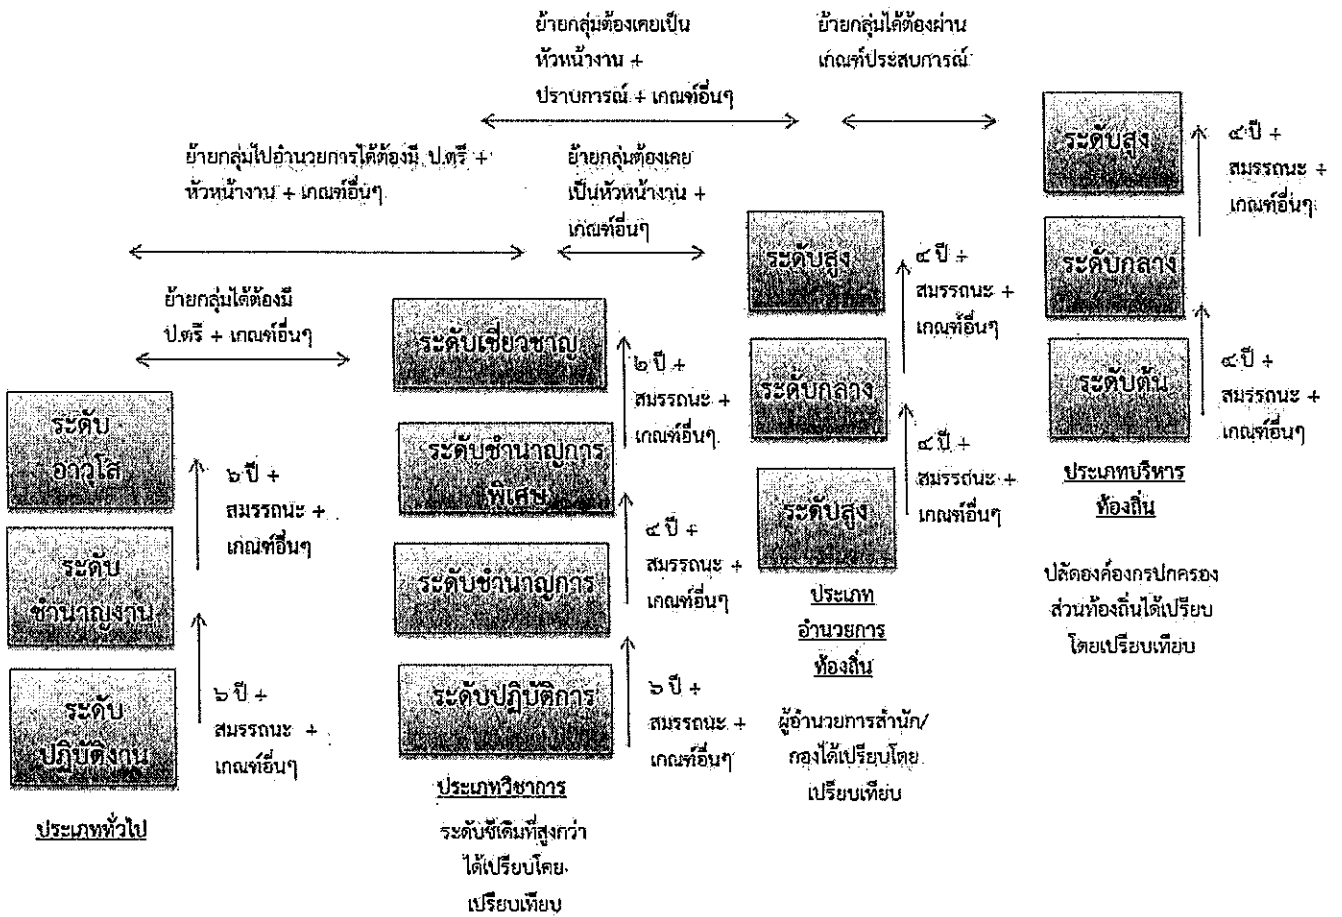 ย้ายกลุ่มต้องเคยเป็น
หัวหน้างาน +
ปราบการณ์ + เกณฑ์อื่นๆ
ย้ายกลุ่มได้ต้องผ่าน
เกณฑ์ประสบการณ์
ย้ายกลุ่มไปอำนวยการได้ต้องมี ป.ตรี +
หัวหน้างาน + เกณฑ์อื่นๆ
ย้ายกลุ่มต้องเคย
เป็นหัวหน้างาน +
เกณฑ์อื่นๆ
ย้ายกลุ่มได้ต้องมี
ป.ตรี + เกณฑ์อื่นๆ
ระดับ
อาวุโส
๖ ปี +
สมรรถนะ +
เกณฑ์อื่นๆ
ระดับ
ชำนาญงาน
๖ ปี +
สมรรถนะ +
เกณฑ์อื่นๆ
ระดับ
ปฏิบัติงาน
ประเภททั่วไป
ระดับเชี่ยวชาญ
๒ ปี +
สมรรถนะ +
เกณฑ์อื่นๆ
ระดับชำนาญการ
พิเศษ
๔ ปี +
สมรรถนะ +
เกณฑ์อื่นๆ
ระดับชำนาญการ
๖ ปี +
สมรรถนะ +
เกณฑ์อื่นๆ
ระดับปฏิบัติการ
ประเภทวิชาการ
ระดับซีเดิมที่สูงกว่า
ได้เปรียบโดย
เปรียบเทียบ
ระดับสูง
๔ ปี +
สมรรถนะ +
เกณฑ์อื่นๆ
ระดับกลาง
๔ ปี +
สมรรถนะ +
เกณฑ์อื่นๆ
ระดับสูง
ประเภท
อำนวยการ
ท้องถิ่น
ผู้อำนวยการสำนัก/
กองได้เปรียบโดย
เปรียบเทียบ
ระดับสูง
๔ ปี +
สมรรถนะ +
เกณฑ์อื่นๆ
ระดับกลาง
๔ ปี +
สมรรถนะ +
เกณฑ์อื่นๆ
ระดับต้น
ประเภทบริหาร
ท้องถิ่น
ปลัดองค์องกรปกครอง
ส่วนท้องถิ่นได้เปรียบ
โดยเปรียบเทียบ